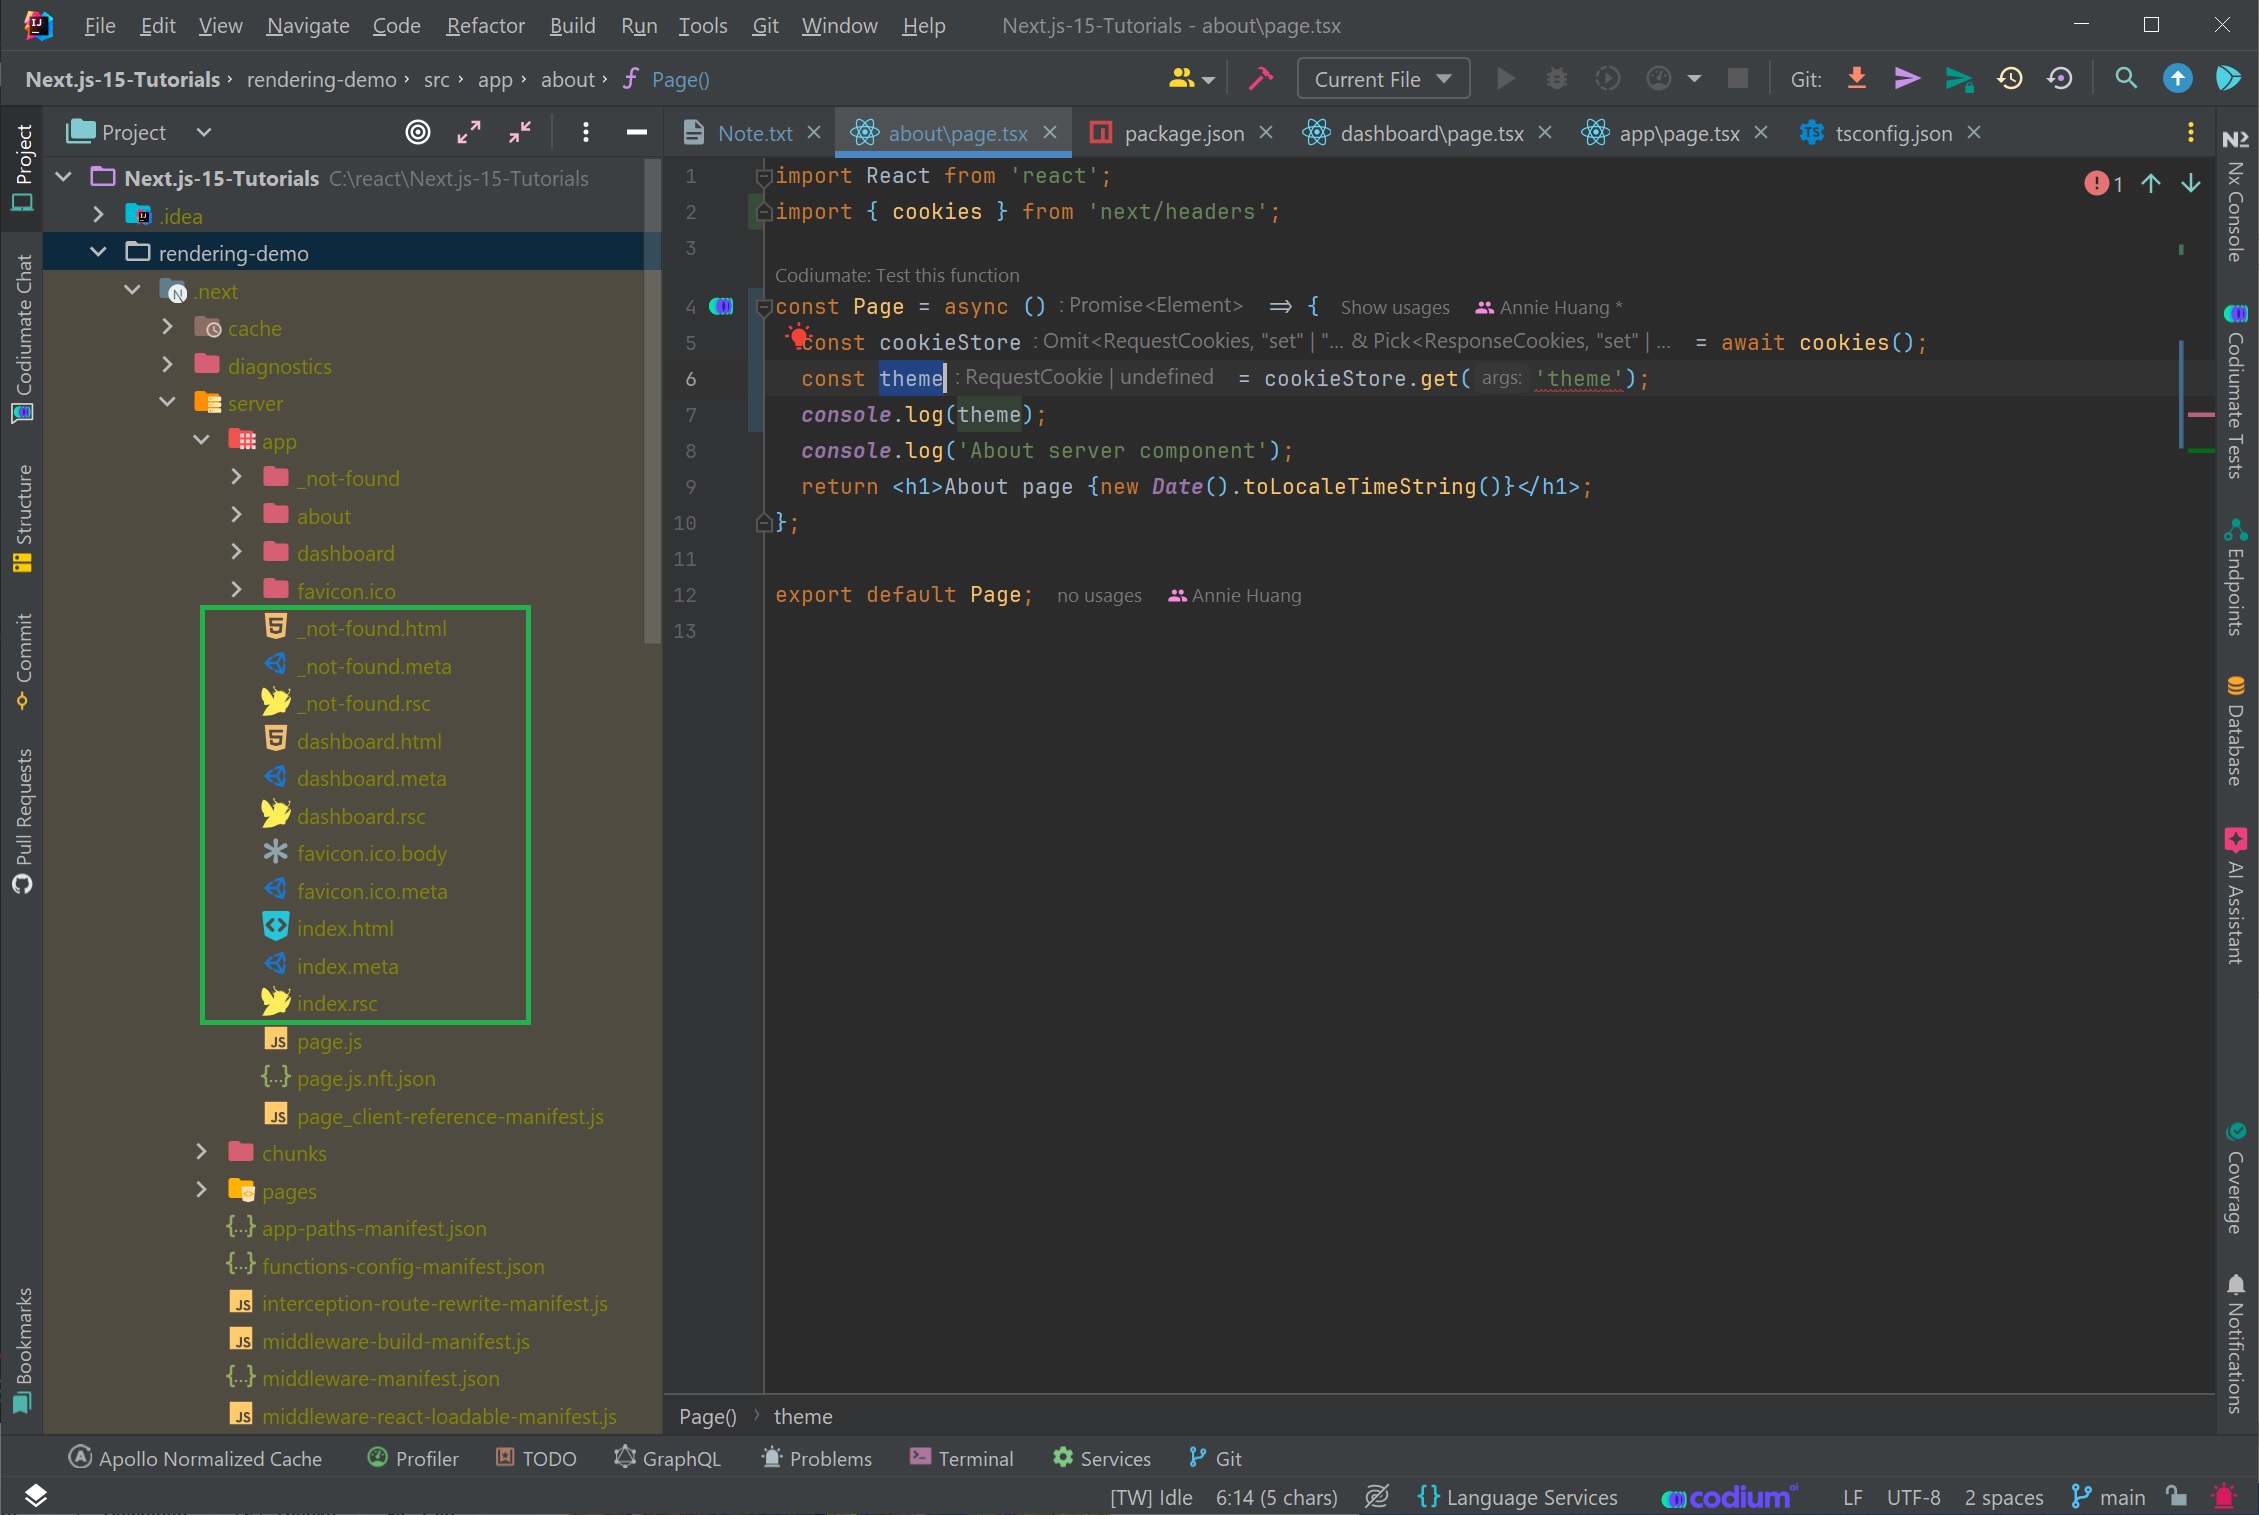 File Edit View Navigate Code Refactor Build Run Tools Git Window Help Next.js-15-Tutorials - about\page.tsx
Next.js-15-Tutorials › rendering-demo › src › app › about › Page() Current File Git:
Project
Note.txt about\page.tsx package.json dashboard\page.tsx app\page.tsx tsconfig.json
Project
Codiumate Chat
Structure
Commit
Pull Requests
Bookmarks
Next.js-15-Tutorials C:\react\Next.js-15-Tutorials
.idea
rendering-demo
.next
cache
diagnostics
server
app
_not-found
about
dashboard
favicon.ico
_not-found.html
_not-found.meta
_not-found.rsc
dashboard.html
dashboard.meta
dashboard.rsc
favicon.ico.body
favicon.ico.meta
index.html
index.meta
index.rsc
page.js
page.js.nft.json
page_client-reference-manifest.js
chunks
pages
app-paths-manifest.json
functions-config-manifest.json
interception-route-rewrite-manifest.js
middleware-build-manifest.js
middleware-manifest.json
middleware-react-loadable-manifest.js
1 import React from 'react';
2 import { cookies } from 'next/headers';
3
Codiumate: Test this function
4 const Page = async () : Promise<Element> => { Show usages Annie Huang *
5 const cookieStore : Omit<RequestCookies, "set" | "... & Pick<ResponseCookies, "set" | ... = await cookies();
6 const theme : RequestCookie | undefined = cookieStore.get( args: 'theme');
7 console.log(theme);
8 console.log('About server component');
9 return <h1>About page {new Date().toLocaleTimeString()}</h1>;
10 };
11
12 export default Page; no usages Annie Huang
13
1
Nx Console
Codiumate Tests
Endpoints
Database
AI Assistant
Coverage
Notifications
Page() › theme
Apollo Normalized Cache Profiler TODO GraphQL Problems Terminal Services Git
[TW] Idle 6:14 (5 chars) Language Services codium ai LF UTF-8 2 spaces main